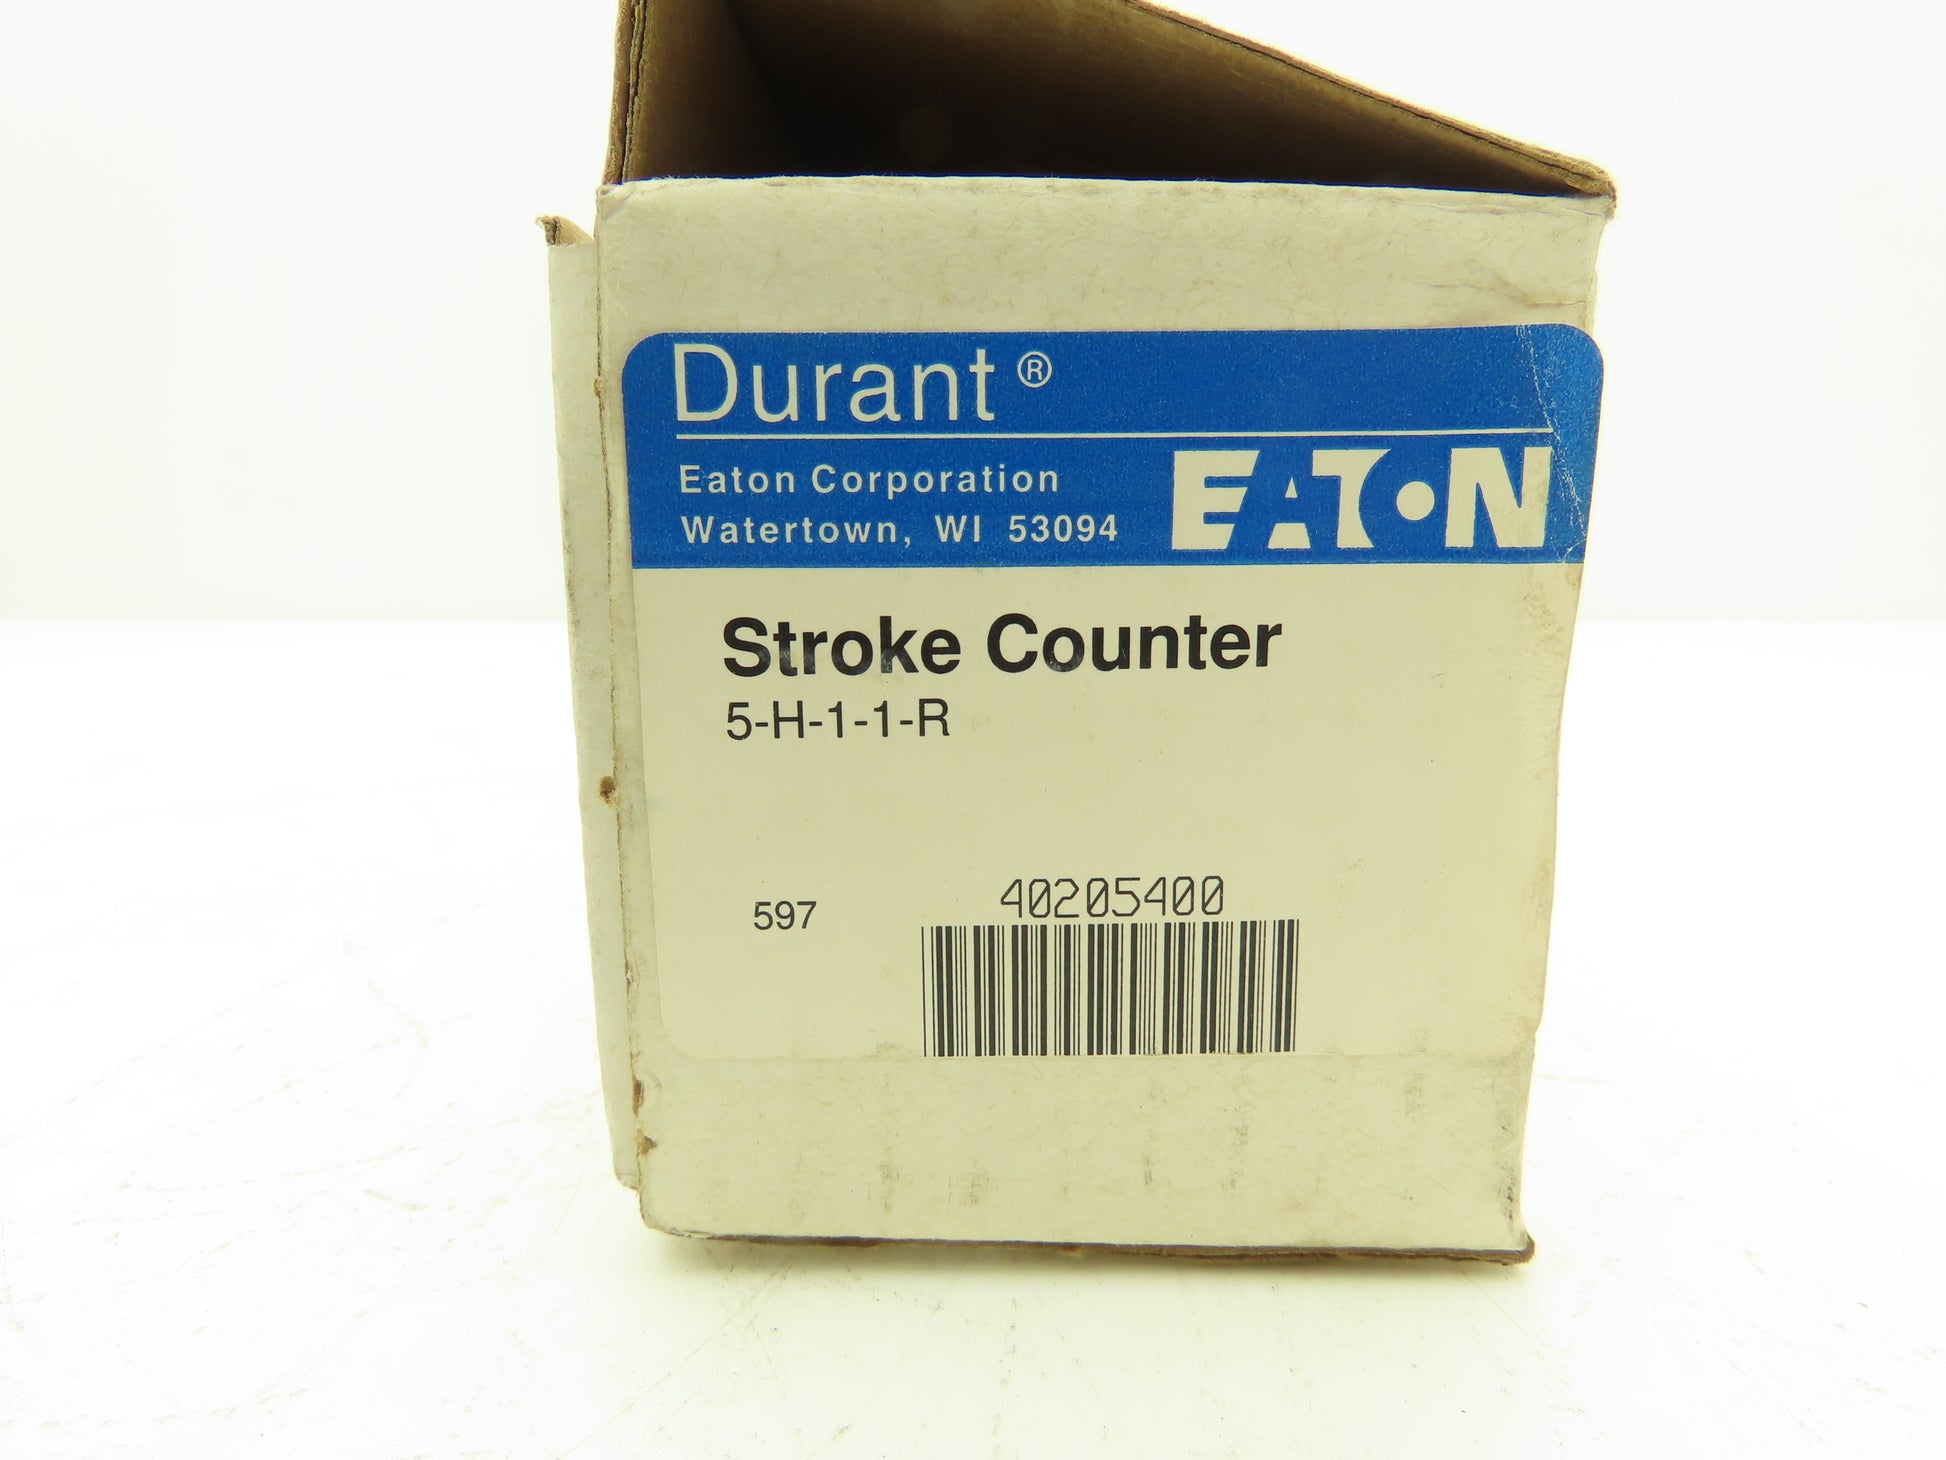 Durant®
Eaton Corporation
Watertown, WI 53094
EATON
Stroke Counter
5-H-1-1-R
597
40205400